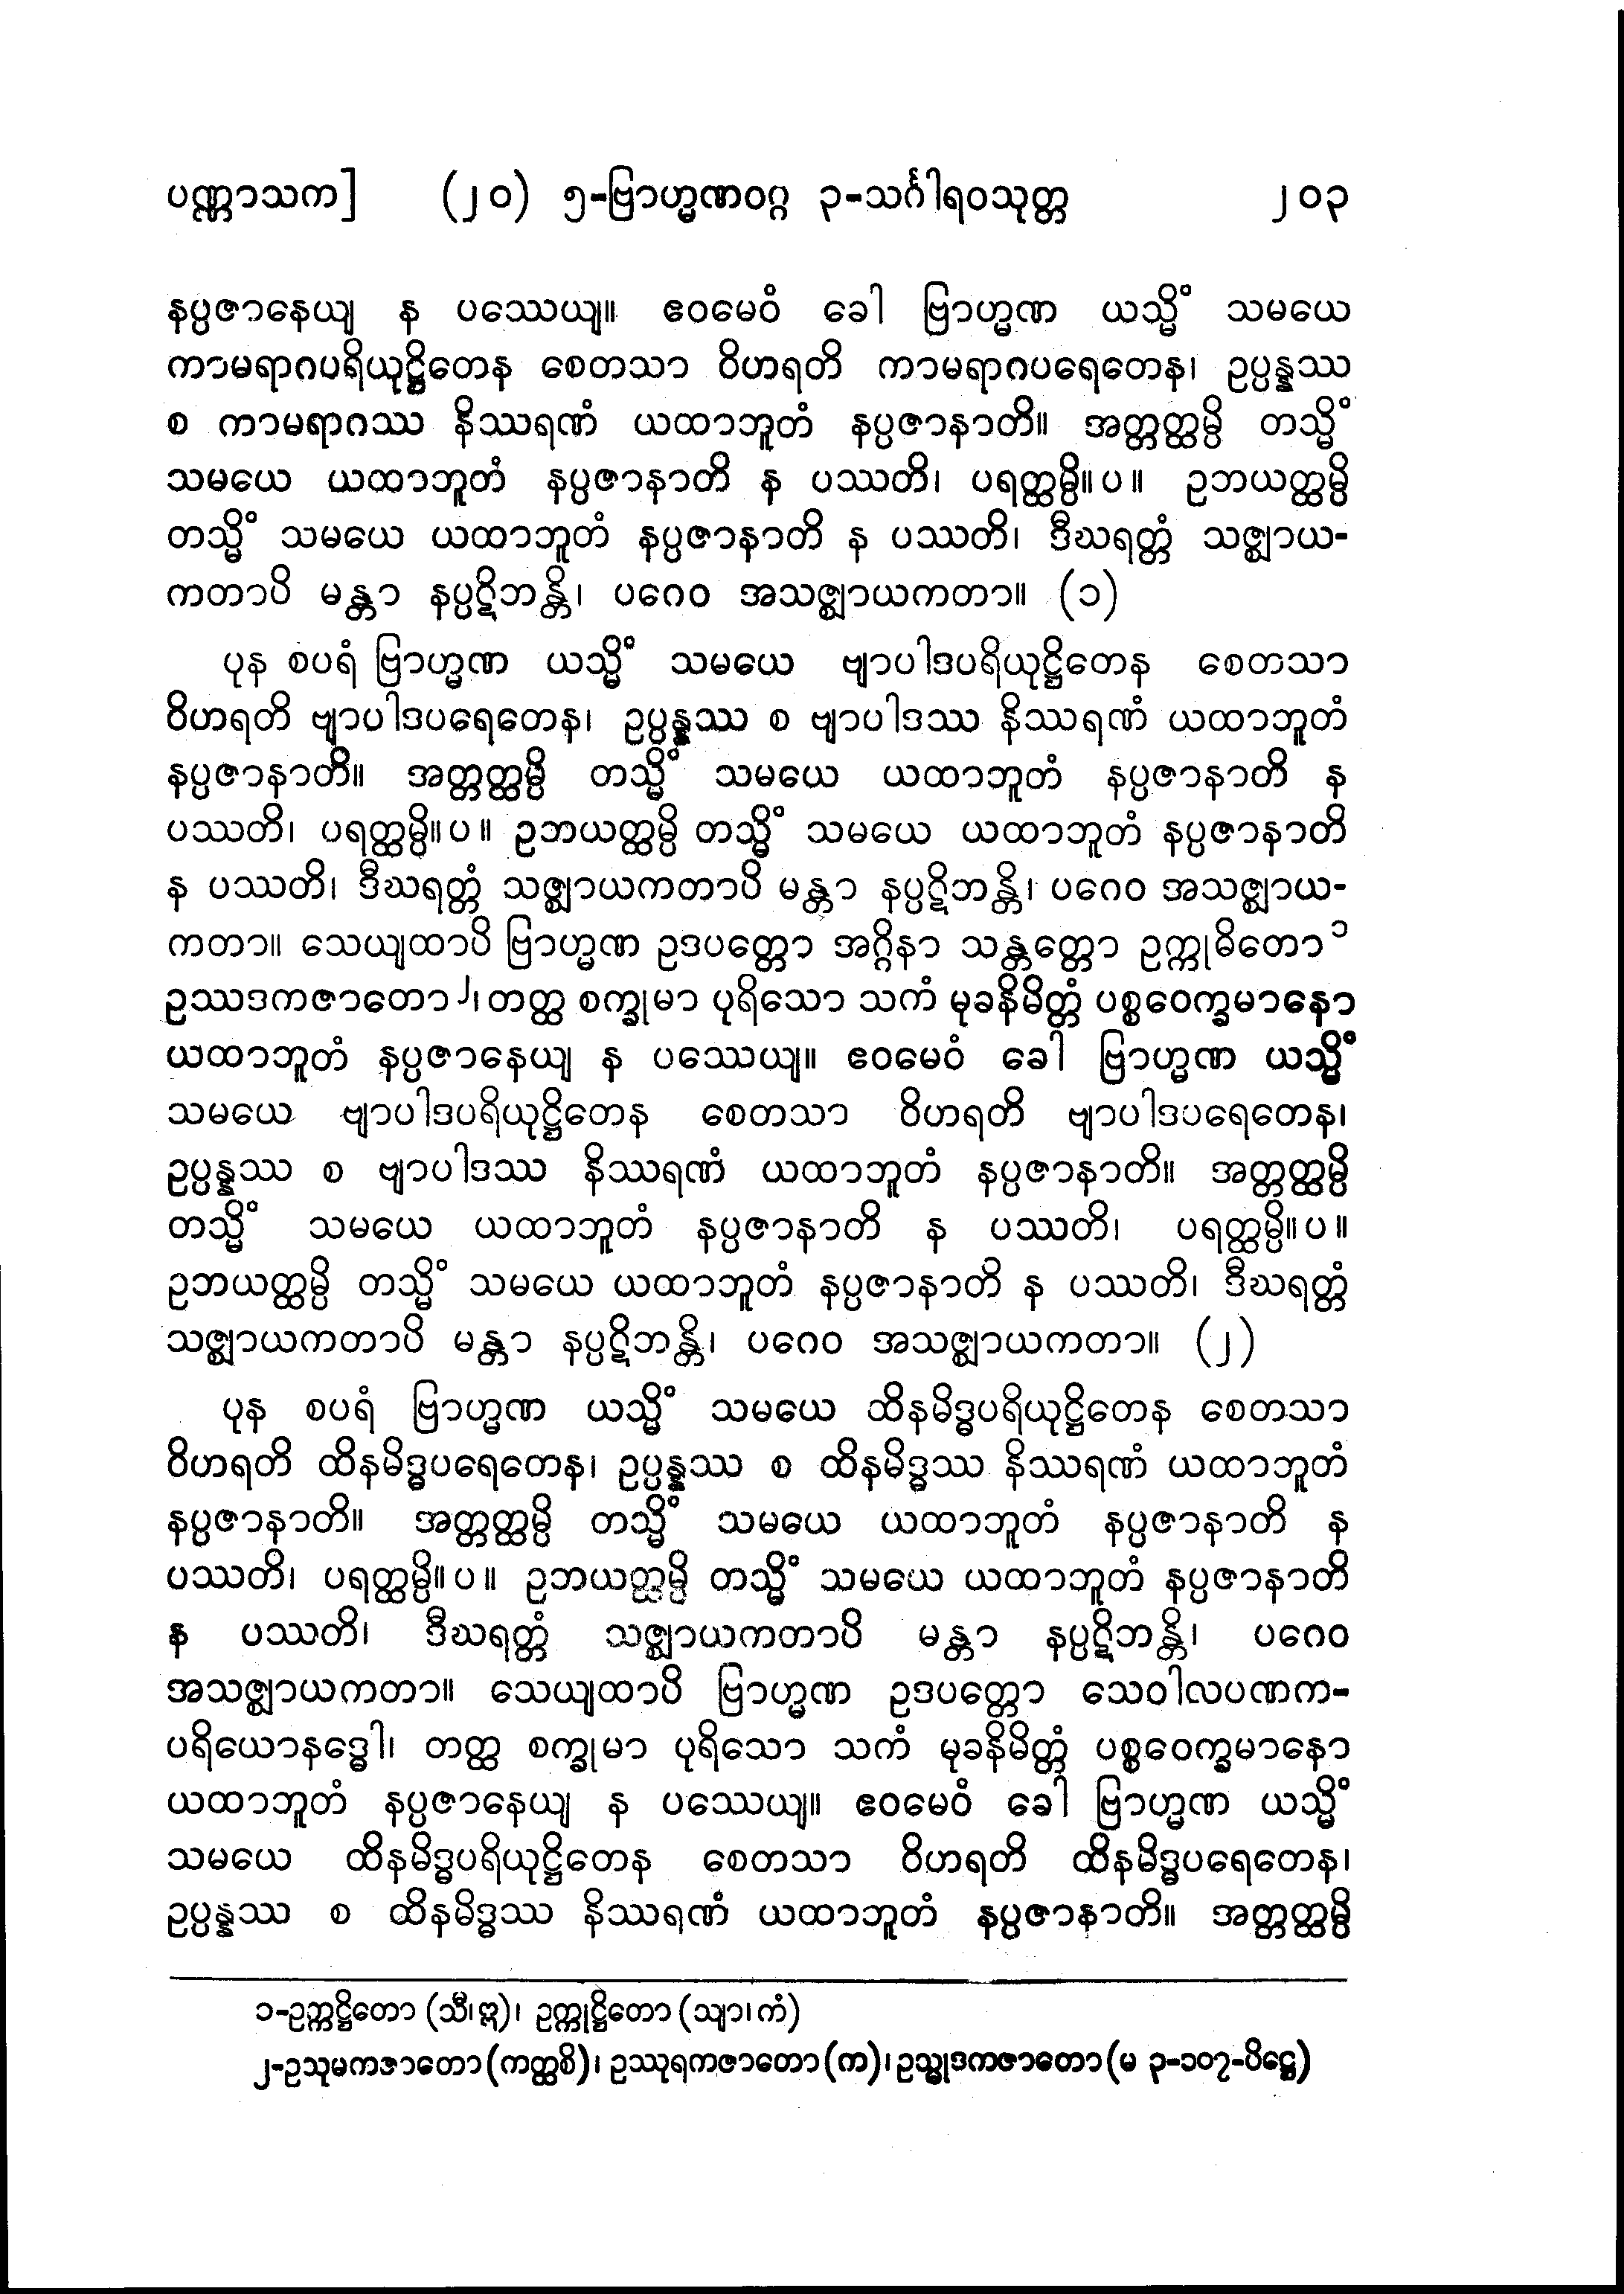 ပဏ္ဏာသက] (၂၀) ၅-ဗြာဟ္မဏဝဂ္ဂ ၃-သင်္ဂါရဝသုတ္တ ၂၀၃
နပ္ပဇာနေယျ န ပဿေယျ။ ဧဝမေဝံ ခေါ ဗြာဟ္မဏ ယသ္မိံ သမယေ
ကာမရာဂပရိယုဋ္ဌိတေန စေတသာ ဝိဟရတိ ကာမရာဂပရေတေန၊ ဥပ္ပန္နဿ
စ ကာမရာဂဿ နိဿရဏံ ယထာဘူတံ နပ္ပဇာနာတိ။ အတ္တတ္ထမ္ပိ တသ္မိံ
သမယေ ယထာဘူတံ နပ္ပဇာနာတိ န ပဿတိ၊ ပရတ္ထမ္ပိ။ပ။ ဥဘယတ္ထမ္ပိ
တသ္မိံ သမယေ ယထာဘူတံ နပ္ပဇာနာတိ န ပဿတိ၊ ဒီဃရတ္တံ သဇ္ဈာယ-
ကတာပိ မန္တာ နပ္ပဋိဘန္တိ၊ ပဂေဝ အသဇ္ဈာယကတာ။ (၁)
ပုန စပရံ ဗြာဟ္မဏ ယသ္မိံ သမယေ ဗျာပါဒပရိယုဋ္ဌိတေန စေတသာ
ဝိဟရတိ ဗျာပါဒပရေတေန၊ ဥပ္ပန္နဿ စ ဗျာပါဒဿ နိဿရဏံ ယထာဘူတံ
နပ္ပဇာနာတိ။ အတ္တတ္ထမ္ပိ တသ္မိံ သမယေ ယထာဘူတံ နပ္ပဇာနာတိ န
ပဿတိ၊ ပရတ္ထမ္ပိ။ပ။ ဥဘယတ္ထမ္ပိ တသ္မိံ သမယေ ယထာဘူတံ နပ္ပဇာနာတိ
န ပဿတိ၊ ဒီဃရတ္တံ သဇ္ဈာယကတာပိ မန္တာ နပ္ပဋိဘန္တိ၊ ပဂေဝ အသဇ္ဈာယ-
ကတာ။ သေယျထာပိ ဗြာဟ္မဏ ဥဒပတ္တော အဂ္ဂိနာ သန္တတ္တော ဥက္ကုဓိတော ၁
ဥဿဒကဇာတော ၂၊ တတ္ထ စက္ခုမာ ပုရိသော သကံ မုခနိမိတ္တံ ပစ္စဝေက္ခမာနော
ယထာဘူတံ နပ္ပဇာနေယျ န ပဿေယျ။ ဧဝမေဝံ ခေါ ဗြာဟ္မဏ ယသ္မိံ
သမယေ ဗျာပါဒပရိယုဋ္ဌိတေန စေတသာ ဝိဟရတိ ဗျာပါဒပရေတေန၊
ဥပ္ပန္နဿ စ ဗျာပါဒဿ နိဿရဏံ ယထာဘူတံ နပ္ပဇာနာတိ။ အတ္တတ္ထမ္ပိ
တသ္မိံ သမယေ ယထာဘူတံ နပ္ပဇာနာတိ န ပဿတိ၊ ပရတ္ထမ္ပိ။ပ။
ဥဘယတ္ထမ္ပိ တသ္မိံ သမယေ ယထာဘူတံ နပ္ပဇာနာတိ န ပဿတိ၊ ဒီဃရတ္တံ
သဇ္ဈာယကတာပိ မန္တာ နပ္ပဋိဘန္တိ၊ ပဂေဝ အသဇ္ဈာယကတာ။ (၂)
ပုန စပရံ ဗြာဟ္မဏ ယသ္မိံ သမယေ ထိနမိဒ္ဓပရိယုဋ္ဌိတေန စေတသာ
ဝိဟရတိ ထိနမိဒ္ဓပရေတေန၊ ဥပ္ပန္နဿ စ ထိနမိဒ္ဓဿ နိဿရဏံ ယထာဘူတံ
နပ္ပဇာနာတိ။ အတ္တတ္ထမ္ပိ တသ္မိံ သမယေ ယထာဘူတံ နပ္ပဇာနာတိ န
ပဿတိ၊ ပရတ္ထမ္ပိ။ပ။ ဥဘယတ္ထမ္ပိ တသ္မိံ သမယေ ယထာဘူတံ နပ္ပဇာနာတိ
န ပဿတိ၊ ဒီဃရတ္တံ သဇ္ဈာယကတာပိ မန္တာ နပ္ပဋိဘန္တိ၊ ပဂေဝ
အသဇ္ဈာယကတာ။ သေယျထာပိ ဗြာဟ္မဏ ဥဒပတ္တော သေဝါလပဏက-
ပရိယောနဒ္ဓေါ၊ တတ္ထ စက္ခုမာ ပုရိသော သကံ မုခနိမိတ္တံ ပစ္စဝေက္ခမာနော
ယထာဘူတံ နပ္ပဇာနေယျ န ပဿေယျ။ ဧဝမေဝံ ခေါ ဗြာဟ္မဏ ယသ္မိံ
သမယေ ထိနမိဒ္ဓပရိယုဋ္ဌိတေန စေတသာ ဝိဟရတိ ထိနမိဒ္ဓပရေတေန၊
ဥပ္ပန္နဿ စ ထိနမိဒ္ဓဿ နိဿရဏံ ယထာဘူတံ နပ္ပဇာနာတိ။ အတ္တတ္ထမ္ပိ
၁-ဥက္ကဋ္ဌိတော (သီ၊ ဣ)၊ ဥက္ကုဋ္ဌိတော (သျာ၊ ကံ)
၂-ဥသုမကဇာတော (ကတ္ထစိ)၊ ဥဿုရကဇာတော (က)၊ ဥသ္မုဒကဇာတော (မ ၃-၁၀၇-ပိဋ္ဌေ)